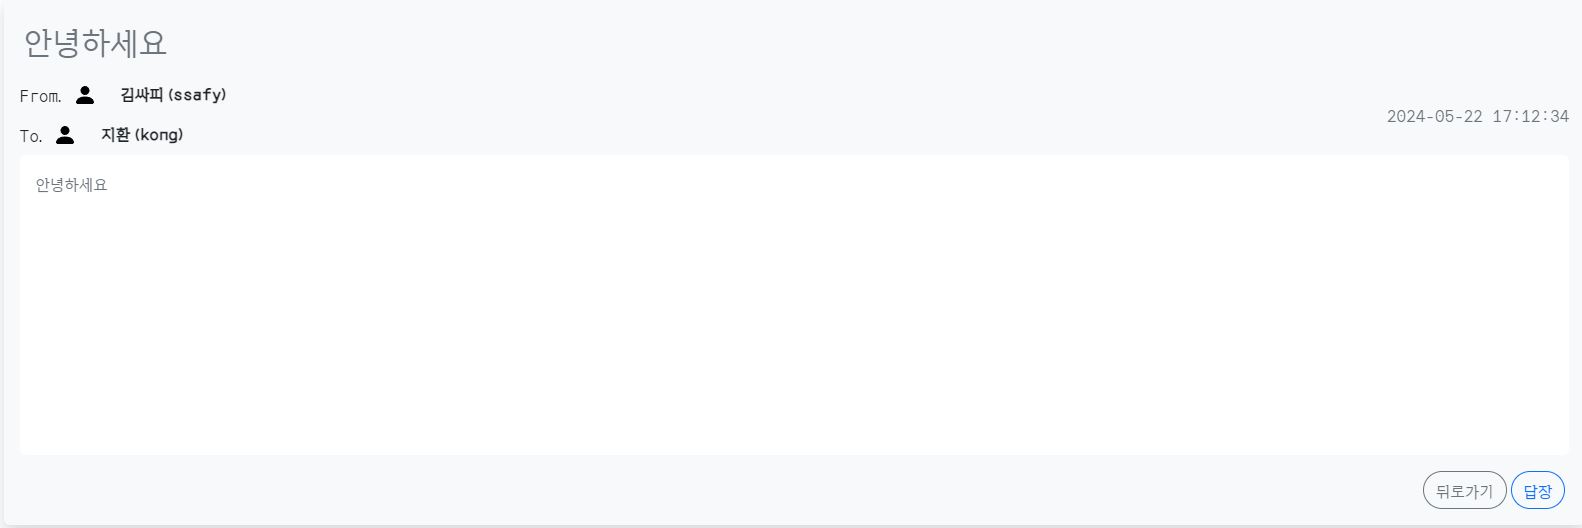 안녕하세요
From. 김싸피 (ssafy)
2024-05-22 17:12:34
To. 지환 (kong)
안녕하세요
뒤로가기 답장